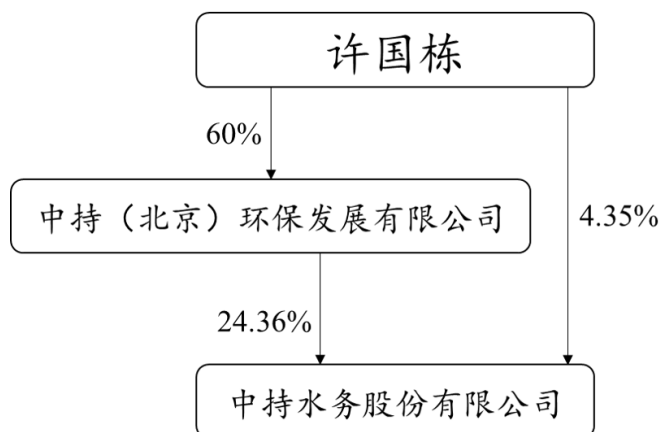 许国栋
60%
中持（北京）环保发展有限公司
4.35%
24.36%
中持水务股份有限公司